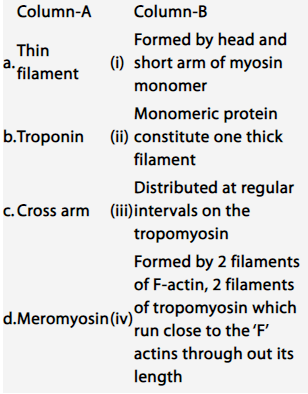 Column-A Column-B
a. Thin filament (i) Formed by head and short arm of myosin monomer
b.Troponin (ii) Monomeric protein constitute one thick filament
c. Cross arm (iii) Distributed at regular intervals on the tropomyosin
d.Meromyosin (iv) Formed by 2 filaments of F-actin, 2 filaments of tropomyosin which run close to the ‘F’ actins through out its length